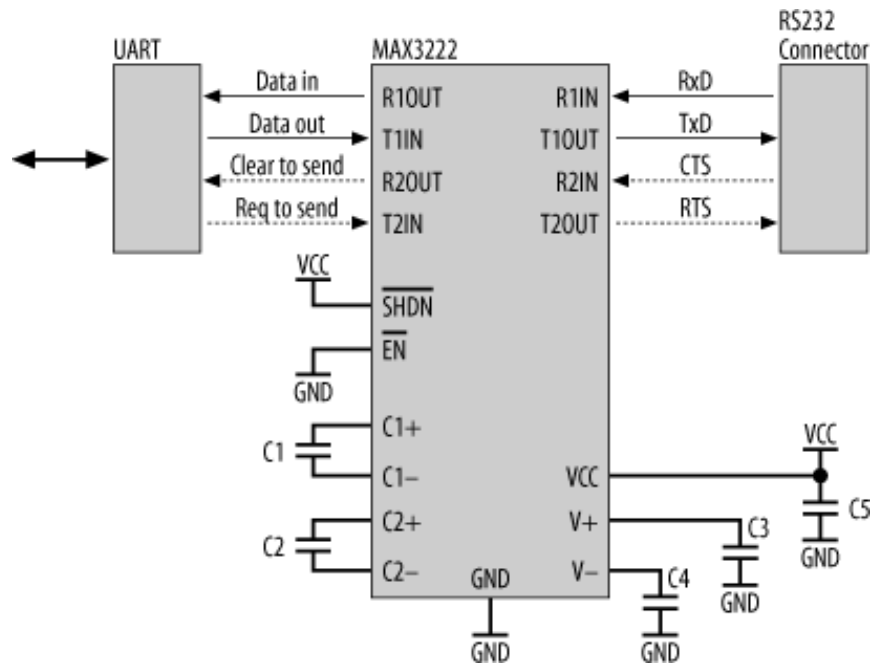 UART
MAX3222
RS232
Connector
Data in
R1OUT
R1IN
RxD
Data out
T1IN
T1OUT
TxD
Clear to send
R2OUT
R2IN
CTS
Req to send
T2IN
T2OUT
RTS
VCC
SHDN
EN
GND
C1+
C1
C1–
VCC
VCC
C2+
V+
C3
C5
C2
GND
C2–
GND
V–
C4
GND
GND
GND